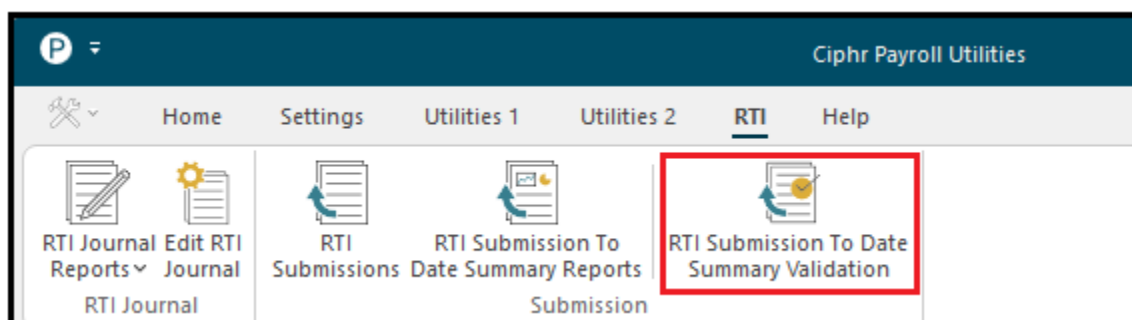 P
Ciphr Payroll Utilities
Home Settings Utilities 1 Utilities 2 RTI Help
RTI Journal
Reports
Edit RTI
Journal
RTI Journal
RTI
Submissions
RTI Submission To
Date Summary Reports
RTI Submission To Date
Summary Validation
Submission